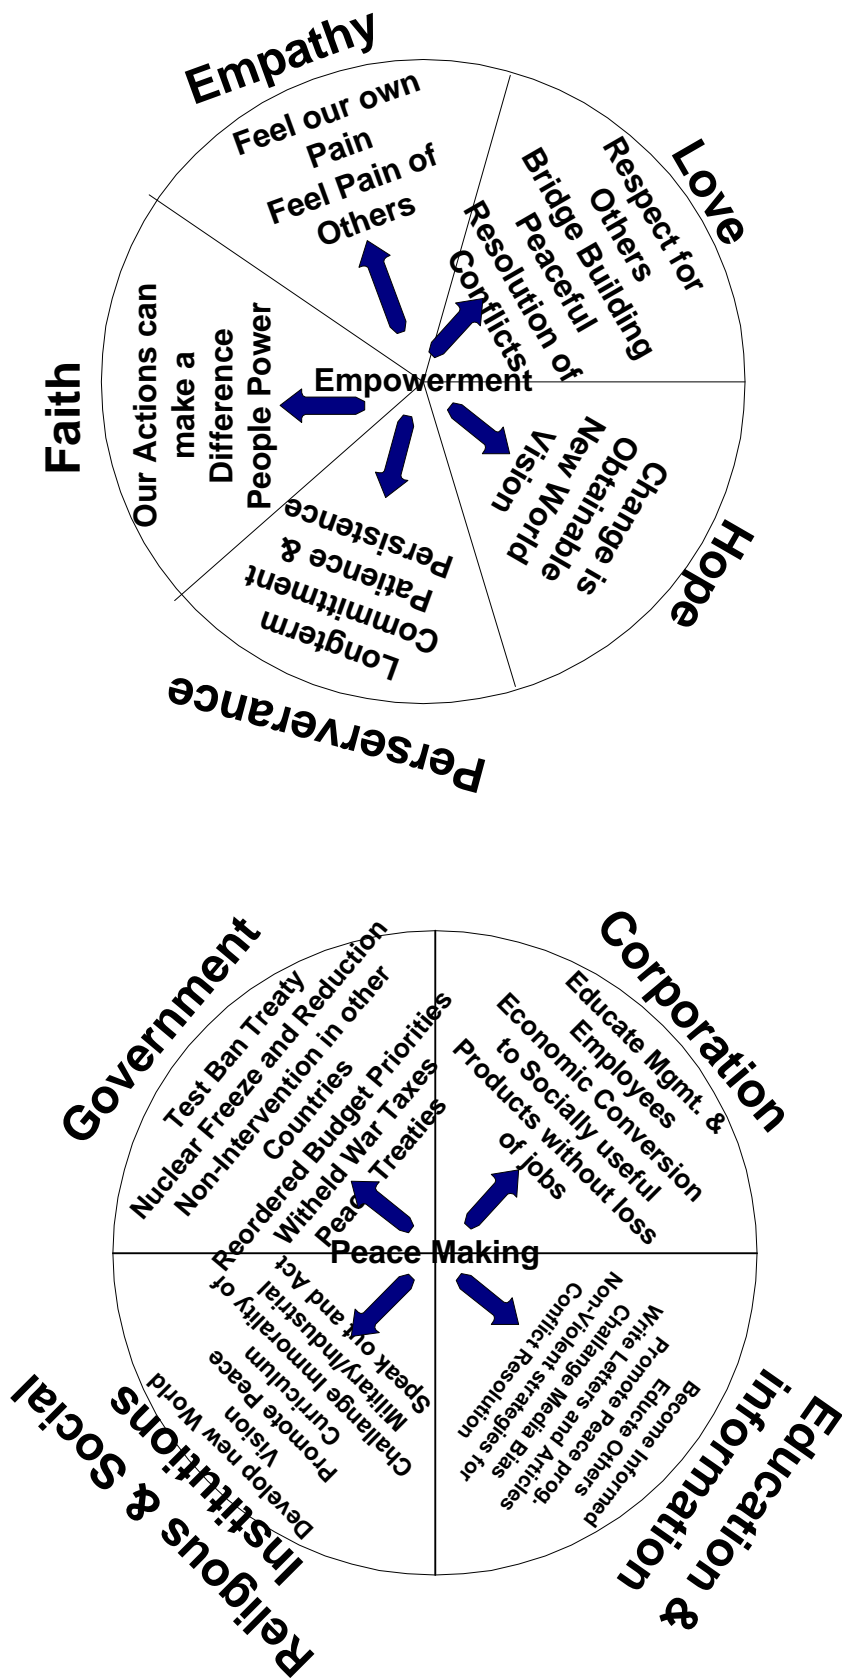 Empathy
Feel our own
Pain
Feel Pain of
Others
Love
Respect for
Others
Bridge Building
Peaceful
Resolution of
Conflicts
Faith
Our Actions can
make a
Difference
People Power
Empowerment
Hope
Change is
Obtainable
New World
Vision
Perserverance
Longterm
Committment
Patience &
Persistence
Government
Test Ban Treaty
Nuclear Freeze and Reduction
Non-Intervention in other
Countries
Reordered Budget Priorities
Witheld War Taxes
Peace Treaties
Corporation
Educate Mgmt. &
Employees
Economic Conversion
to Socially useful
Products without loss
of jobs
Peace Making
Religous & Social
Institutions
Develop new World
Vision
Promote Peace
Curriculum
Challange Immorality of
Military/Industrial
Speak out and Act
Education &
information
Become Informed
Educte Others
Promote Peace prog.
Write Letters and Articles
Challange Media Bias
Non-Violent strategies for
Conflict Resolution